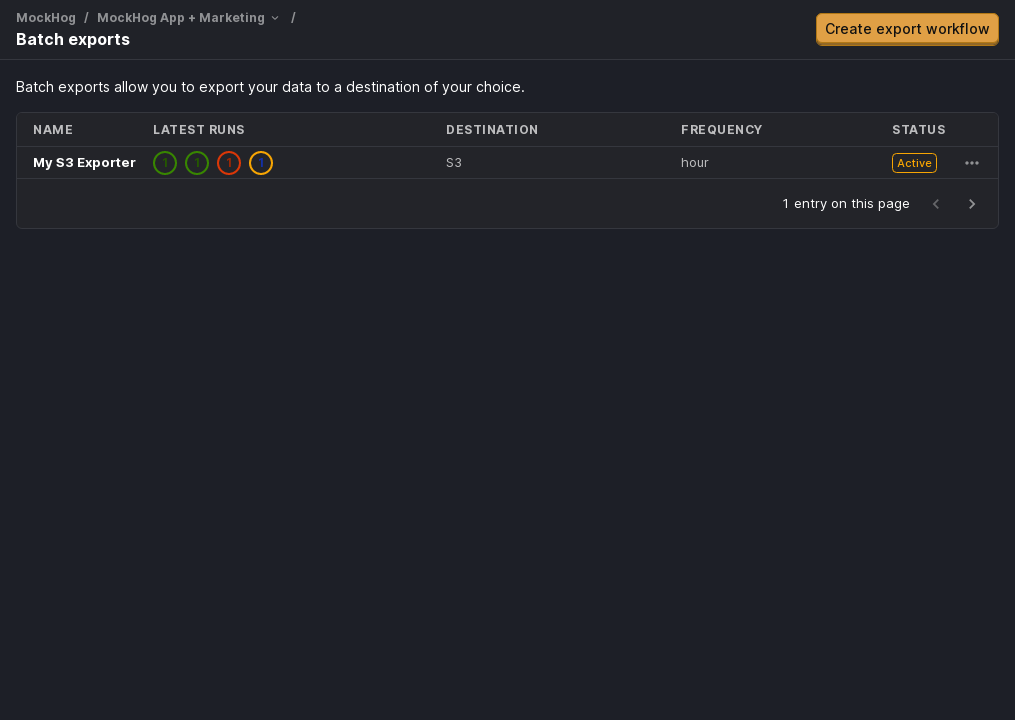 MockHog / MockHog App + Marketing /
Batch exports
Create export workflow
Batch exports allow you to export your data to a destination of your choice.
NAME LATEST RUNS DESTINATION FREQUENCY STATUS
My S3 Exporter 1 1 1 1 S3 hour Active
1 entry on this page